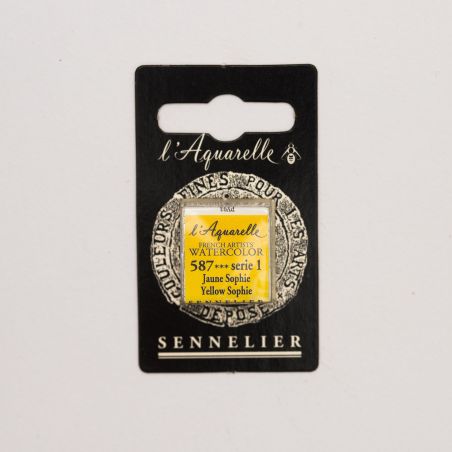 l'Aquarelle
COULEURS FINES POUR LES ARTS
DÉPOSÉ
l'Aquarelle
FRENCH ARTISTS'
WATERCOLOR
587*** serie 1
Jaune Sophie
Yellow Sophie
SENNELIER
SENNELIER